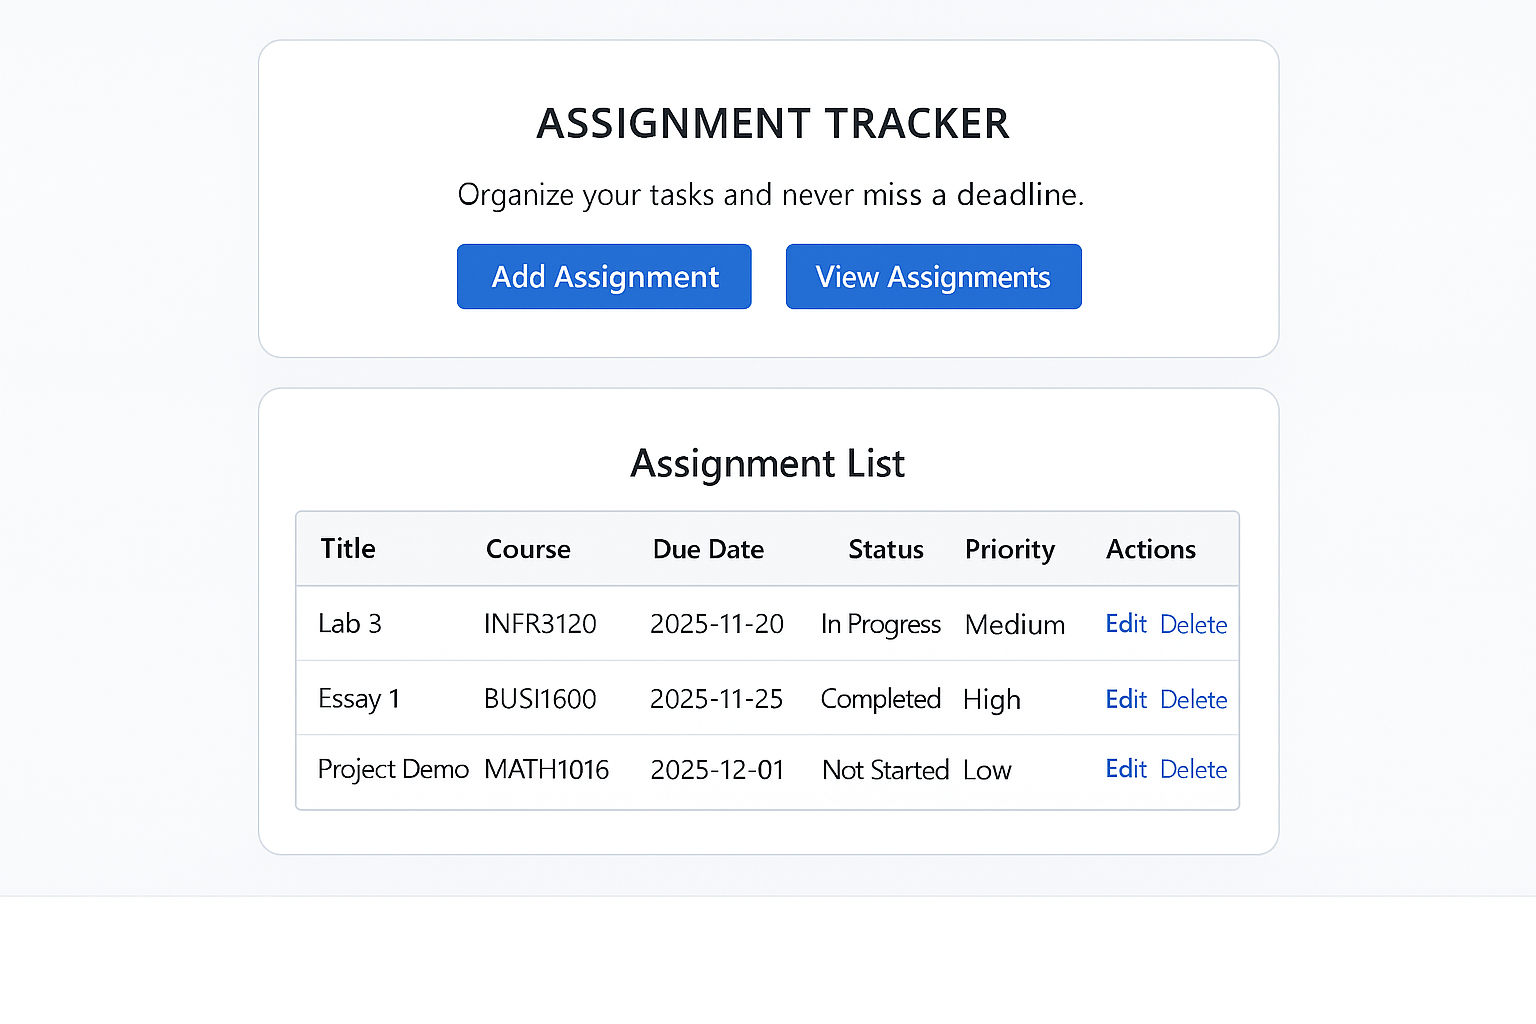 ASSIGNMENT TRACKER
Organize your tasks and never miss a deadline.
Add Assignment View Assignments
Assignment List
Title Course Due Date Status Priority Actions
Lab 3 INFR3120 2025-11-20 In Progress Medium Edit Delete
Essay 1 BUSI1600 2025-11-25 Completed High Edit Delete
Project Demo MATH1016 2025-12-01 Not Started Low Edit Delete